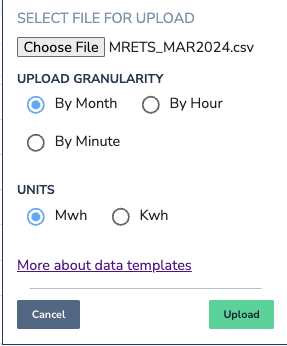 SELECT FILE FOR UPLOAD
Choose File MRETS_MAR2024.csv
UPLOAD GRANULARITY
By Month By Hour
By Minute
UNITS
Mwh Kwh
More about data templates
Cancel Upload